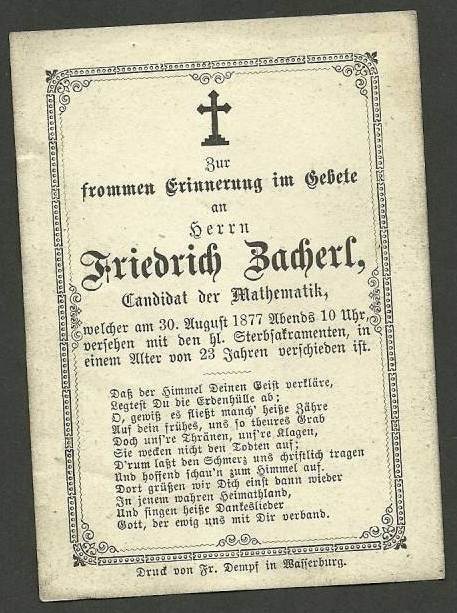 Zur
frommen Erinnerung im Gebete
an
Herrn
Friedrich Zacherl,
Candidat der Mathematik,
welcher am 30. August 1877 Abends 10 Uhr,
versehen mit den hl. Sterbsakramenten, in
einem Alter von 23 Jahren verschieden ist.
Daß der Himmel Deinen Geist verkläre,
Legtest Du die Erdenhülle ab;
O, gewiß es fließt manch' heiße Zähre
Auf dein frühes, uns so theures Grab
Doch uns're Thränen, uns're Klagen,
Sie wecken nicht den Todten auf;
D'rum laßt den Schmerz uns christlich tragen
Und hoffend schau'n zum Himmel auf.
Dort grüßen wir Dich einst dann wieder
In jenem wahren Heimathland,
Und singen heiße Dankeslieder
Gott, der ewig uns mit Dir verband.
Druck von Fr. Dempf in Wasserburg.